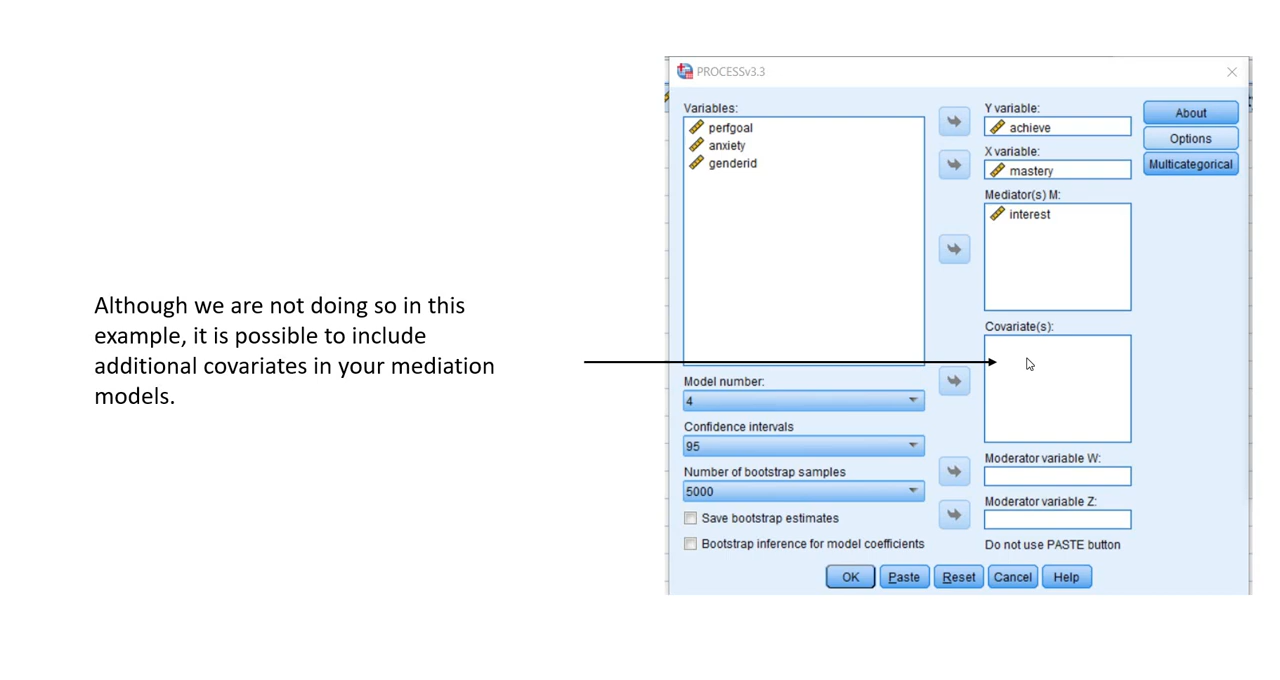 Although we are not doing so in this
example, it is possible to include
additional covariates in your mediation
models.
PROCESSv3.3
Variables:
perfgoal
anxiety
genderid
Model number:
4
Confidence intervals
95
Number of bootstrap samples
5000
Save bootstrap estimates
Bootstrap inference for model coefficients
Y variable:
achieve
X variable:
mastery
Mediator(s) M:
interest
Covariate(s):
Moderator variable W:
Moderator variable Z:
Do not use PASTE button
About
Options
Multicategorical
OK Paste Reset Cancel Help